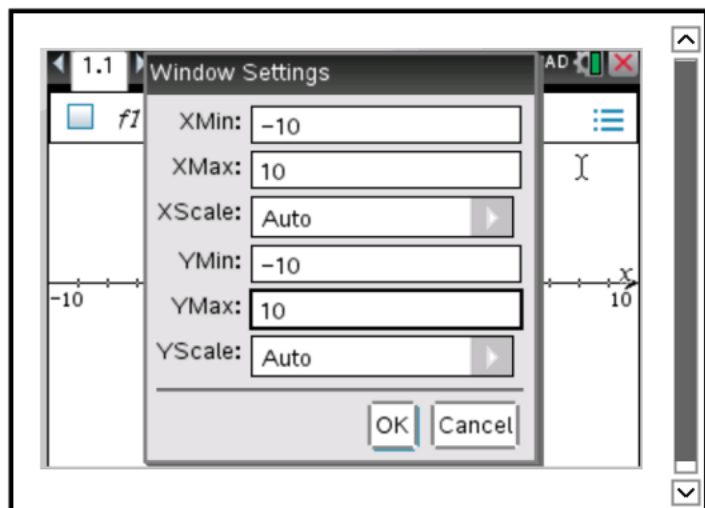 1.1
AD
Window Settings
f1
XMin: -10
XMax: 10
XScale: Auto
YMin: -10
x
-10
10
YMax: 10
YScale: Auto
OK Cancel